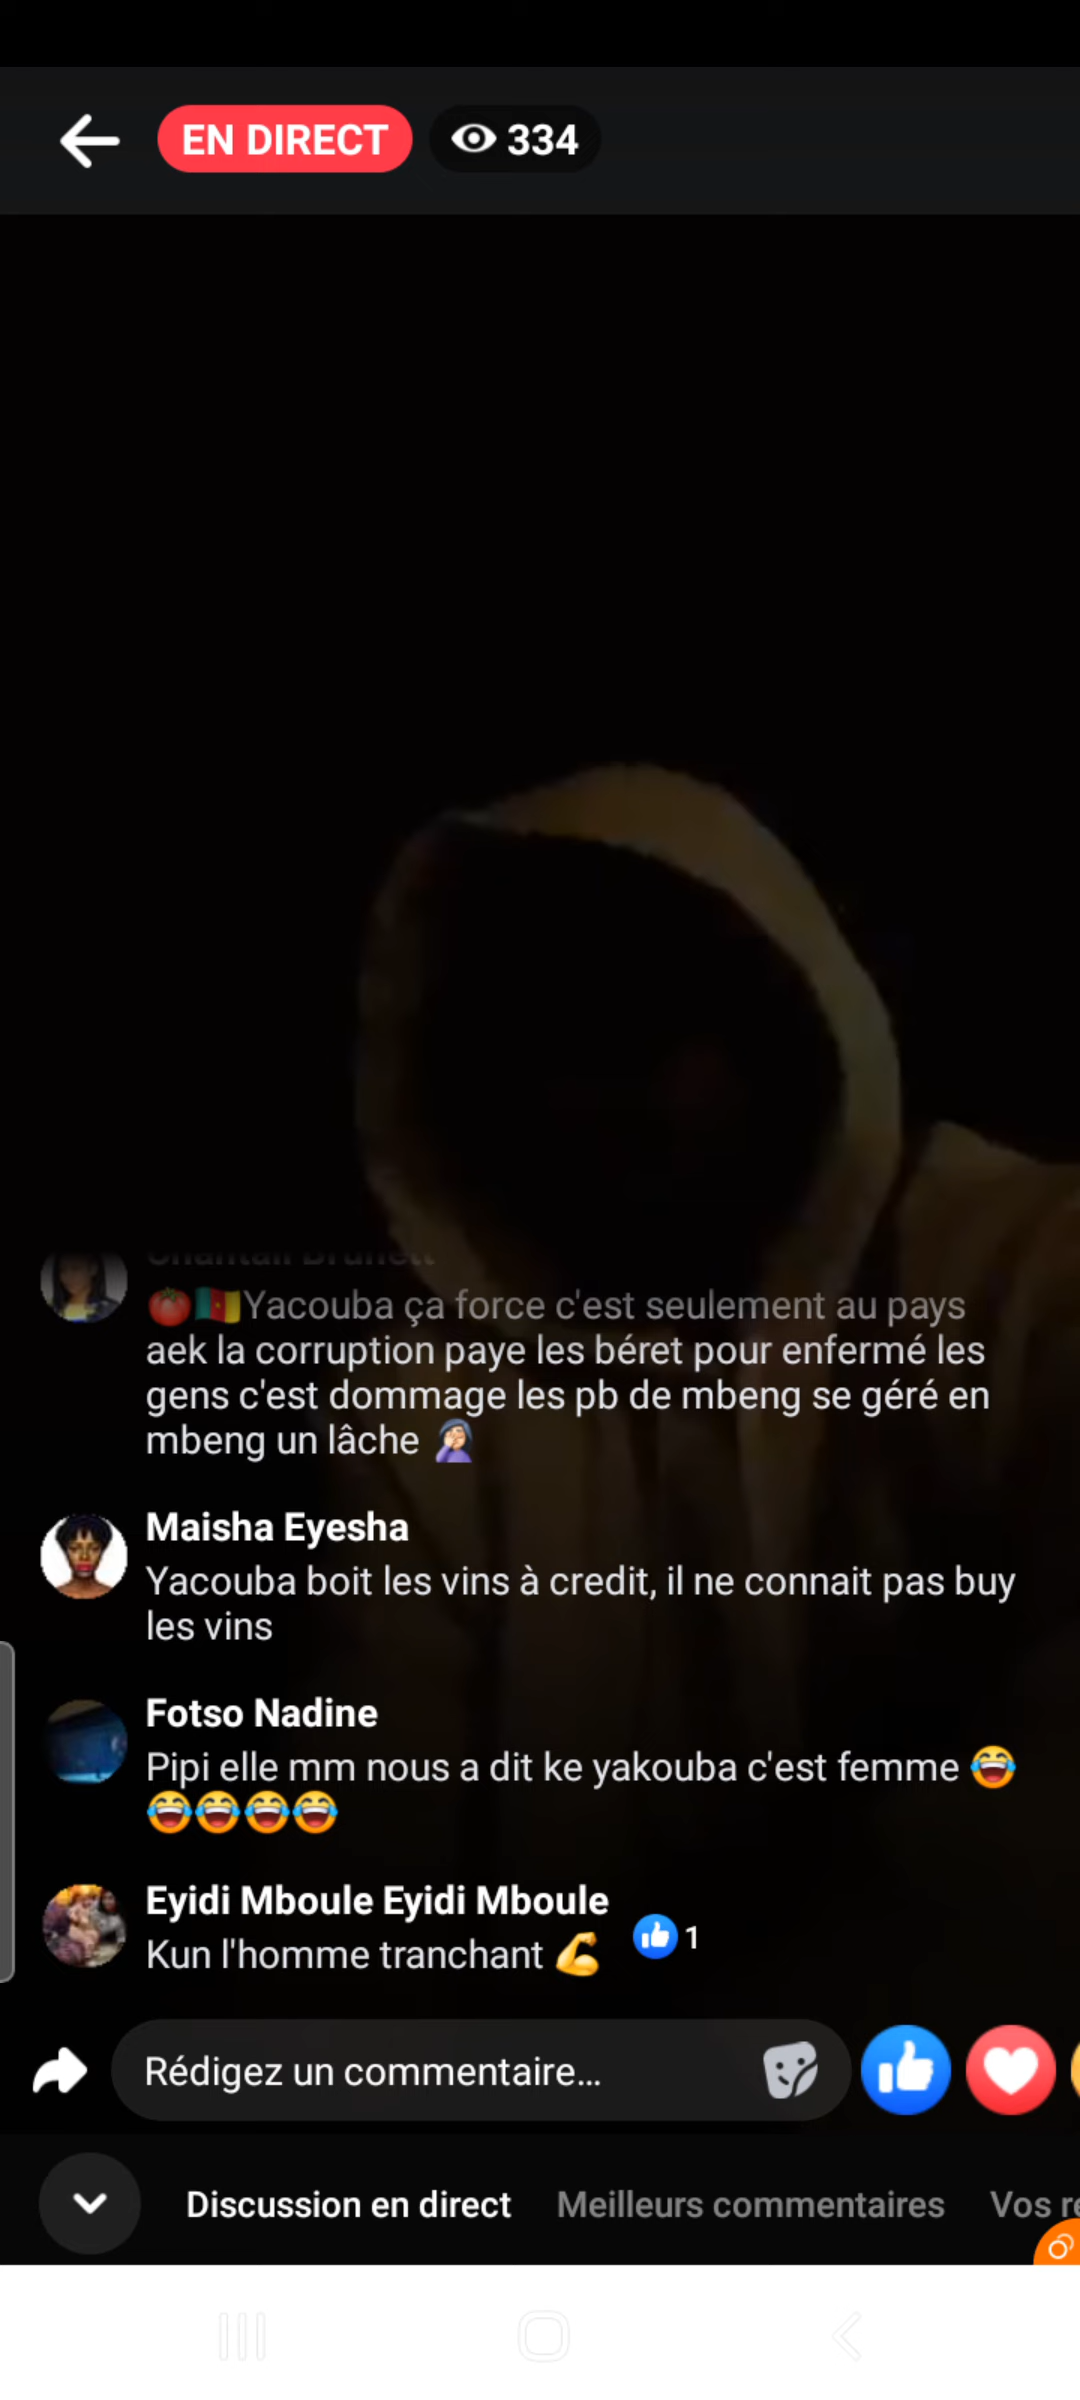 EN DIRECT 334
🍅🇨🇲Yacouba ça force c'est seulement au pays
aek la corruption paye les béret pour enfermé les
gens c'est dommage les pb de mbeng se géré en
mbeng un lâche 🤦🏻‍♀️
Maisha Eyesha
Yacouba boit les vins à credit, il ne connait pas buy
les vins
Fotso Nadine
Pipi elle mm nous a dit ke yakouba c'est femme 😂
😂😂😂😂
Eyidi Mboule Eyidi Mboule
Kun l'homme tranchant 💪 1
Rédigez un commentaire...
Discussion en direct Meilleurs commentaires Vos